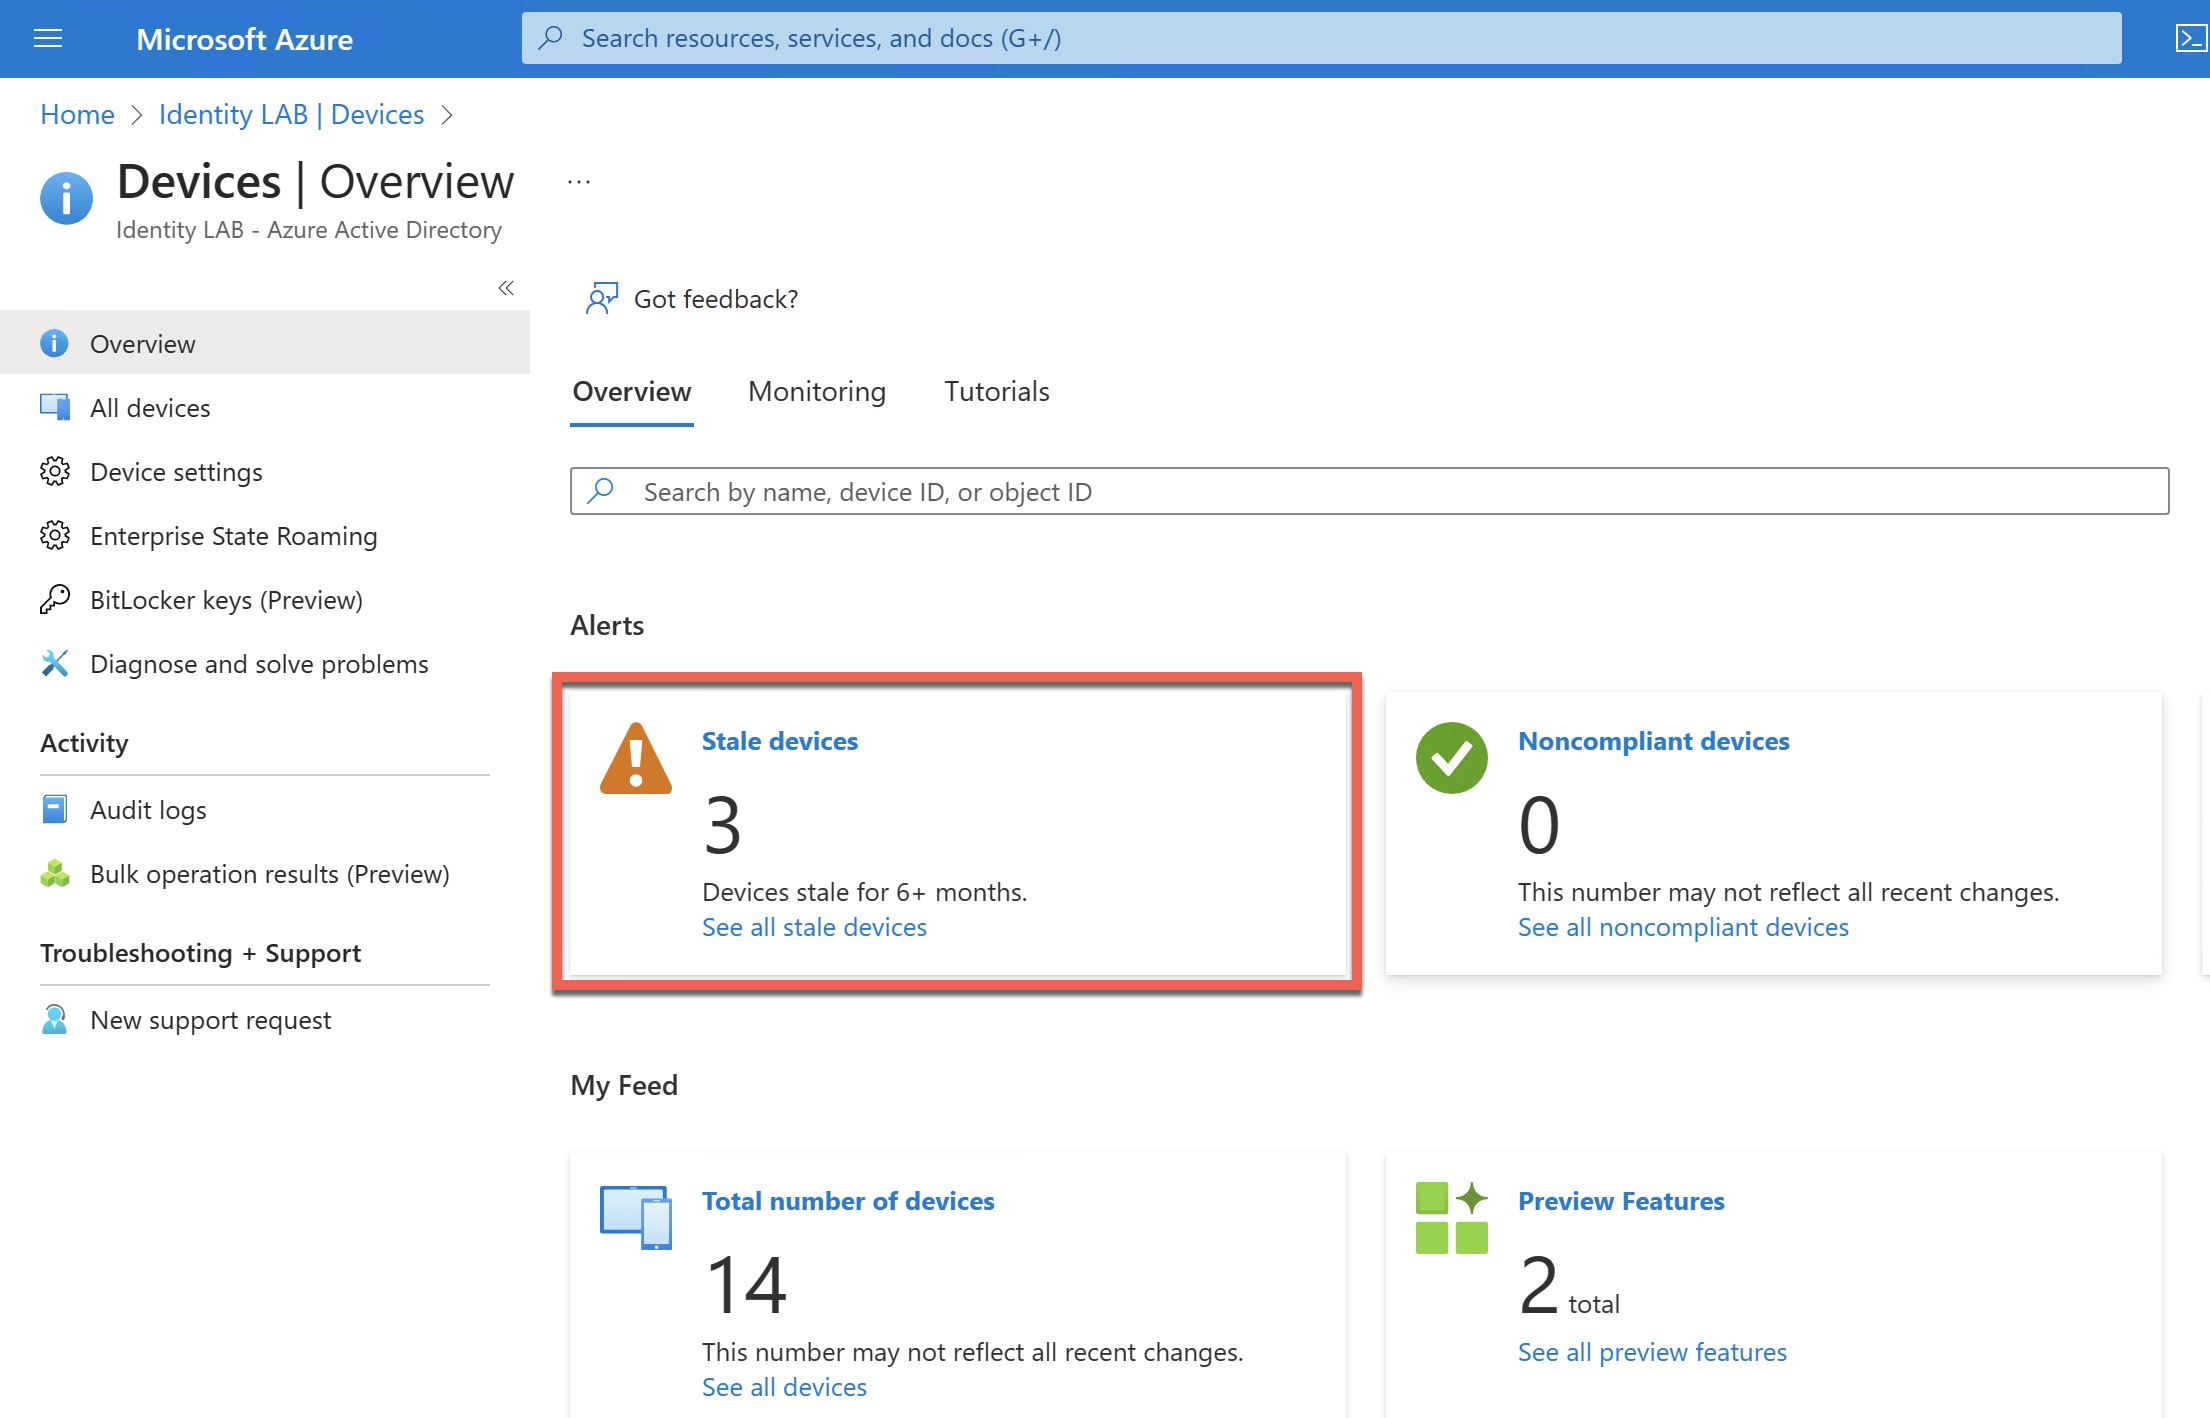 Microsoft Azure
Search resources, services, and docs (G+/)
Home > Identity LAB | Devices >
Devices | Overview
...
Identity LAB - Azure Active Directory
«
Got feedback?
Overview
All devices
Device settings
Enterprise State Roaming
BitLocker keys (Preview)
Diagnose and solve problems
Activity
Audit logs
Bulk operation results (Preview)
Troubleshooting + Support
New support request
Overview Monitoring Tutorials
Search by name, device ID, or object ID
Alerts
Stale devices
3
Devices stale for 6+ months.
See all stale devices
Noncompliant devices
0
This number may not reflect all recent changes.
See all noncompliant devices
My Feed
Total number of devices
14
This number may not reflect all recent changes.
See all devices
Preview Features
2 total
See all preview features